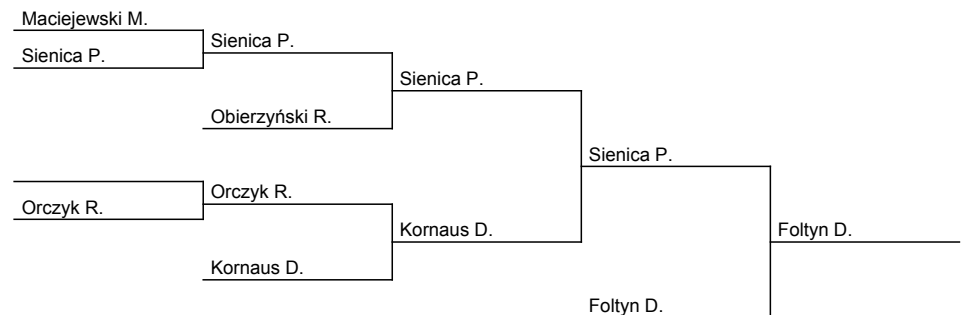 Maciejewski M.
Sienica P.
Sienica P.
Sienica P.
Obierzyński R.
Sienica P.
Orczyk R.
Orczyk R.
Kornaus D.
Foltyn D.
Kornaus D.
Foltyn D.